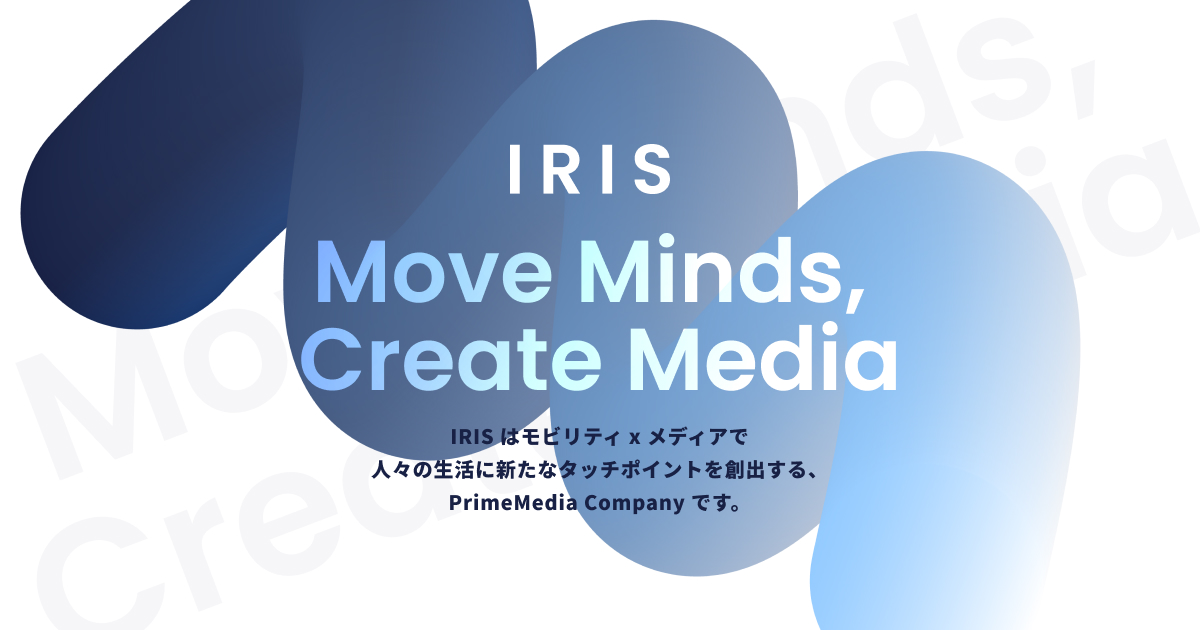 IRIS
Move Minds,
Create Media
IRIS はモビリティ x メディアで
人々の生活に新たなタッチポイントを創出する、
PrimeMedia Company です。